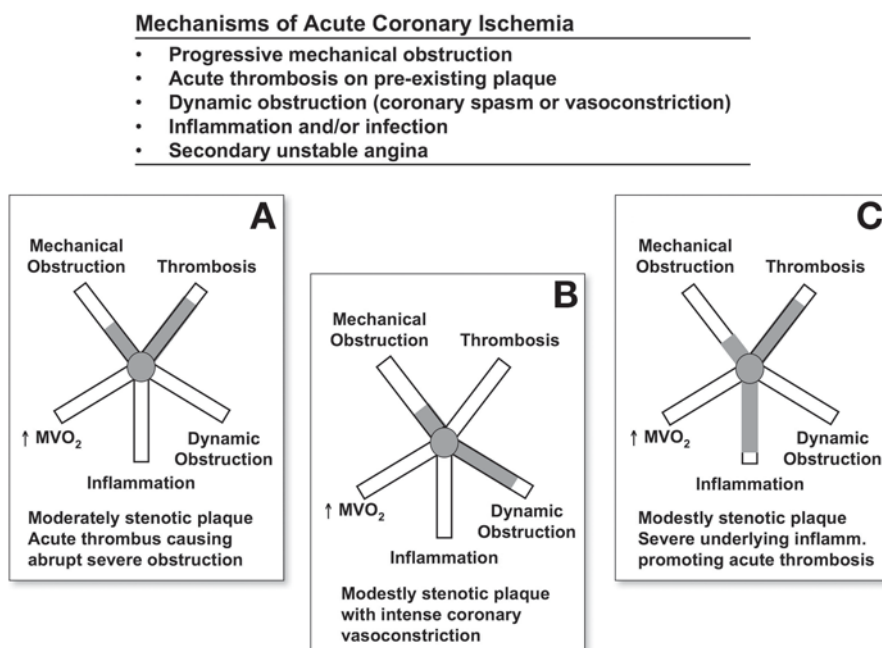 Mechanisms of Acute Coronary Ischemia
• Progressive mechanical obstruction
• Acute thrombosis on pre-existing plaque
• Dynamic obstruction (coronary spasm or vasoconstriction)
• Inflammation and/or infection
• Secondary unstable angina
A
Mechanical
Obstruction
Thrombosis
↑ MVO₂
Dynamic
Obstruction
Inflammation
Moderately stenotic plaque
Acute thrombus causing
abrupt severe obstruction
B
Mechanical
Obstruction
Thrombosis
↑ MVO₂
Dynamic
Obstruction
Inflammation
Modestly stenotic plaque
with intense coronary
vasoconstriction
C
Mechanical
Obstruction
Thrombosis
↑ MVO₂
Dynamic
Obstruction
Inflammation
Modestly stenotic plaque
Severe underlying inflamm.
promoting acute thrombosis